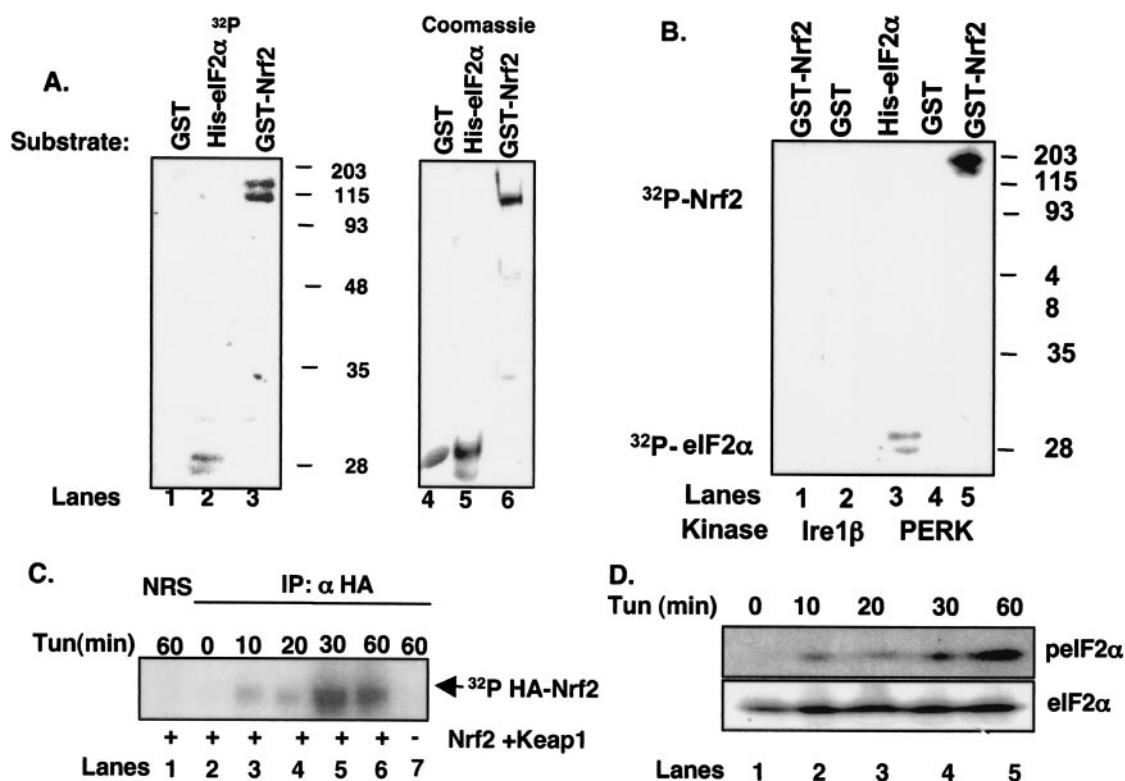 A.
32P
Coomassie
Substrate:
GST
His-eIF2α
GST-Nrf2
GST
His-eIF2α
GST-Nrf2
203
115
93
48
35
28
Lanes 1 2 3 4 5 6
B.
GST-Nrf2
GST
His-eIF2α
GST
GST-Nrf2
32P-Nrf2
32P-eIF2α
203
115
93
4
8
35
28
Lanes 1 2 3 4 5
Kinase Ire1β PERK
C.
NRS IP: α HA
Tun(min) 60 0 10 20 30 60 60
32P HA-Nrf2
+ + + + + + - Nrf2 +Keap1
Lanes 1 2 3 4 5 6 7
D.
Tun (min) 0 10 20 30 60
peIF2α
eIF2α
Lanes 1 2 3 4 5